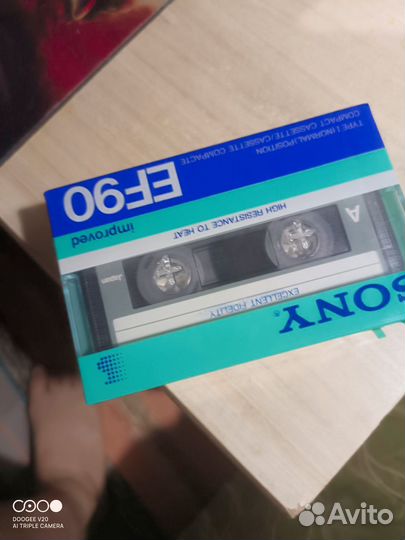 TYPE I (NORMAL) POSITION
COMPACT CASSETTE/CASSETTE COMPACTE
EF90
improved
HIGH RESISTANCE TO HEAT
A
Japan
EXCELLENT FIDELITY
SONY®
DOOGEE V20
AI TRIPLE CAMERA
Avito